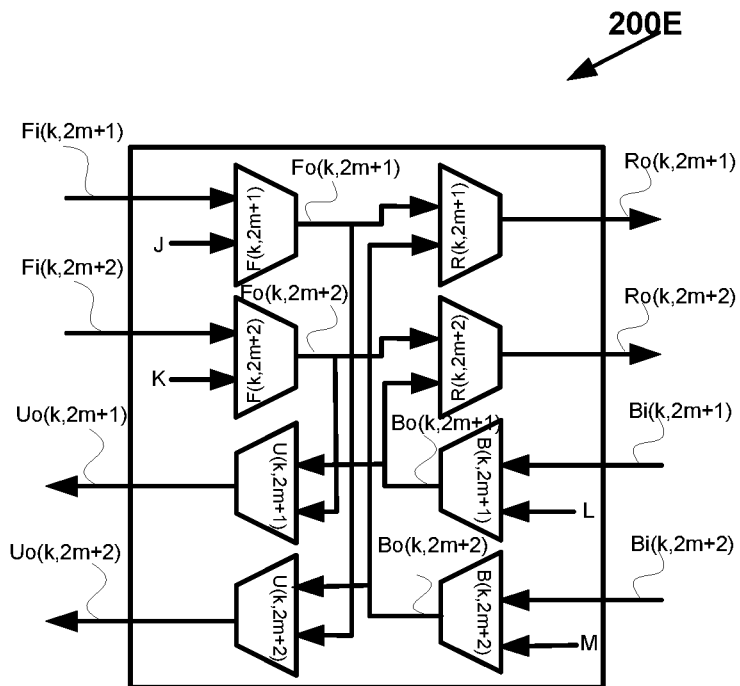 200E
Fi(k,2m+1)
Fo(k,2m+1)
Ro(k,2m+1)
F(k,2m+1)
R(k,2m+1)
J
Fi(k,2m+2)
Fo(k,2m+2)
Ro(k,2m+2)
F(k,2m+2)
R(k,2m+2)
K
Uo(k,2m+1)
Bo(k,2m+1)
Bi(k,2m+1)
U(k,2m+1)
B(k,2m+1)
L
Uo(k,2m+2)
Bo(k,2m+2)
Bi(k,2m+2)
U(k,2m+2)
B(k,2m+2)
M